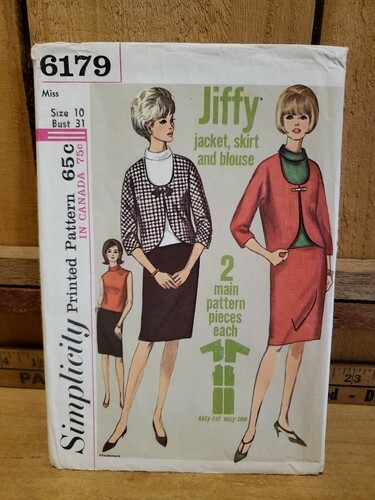 6179
Miss
Size 10
Bust 31
65c
IN CANADA 75c
Simplicity Printed Pattern
Jiffy
jacket, skirt
and blouse
2
main
pattern
pieces
each
easy-cut easy-sew
23